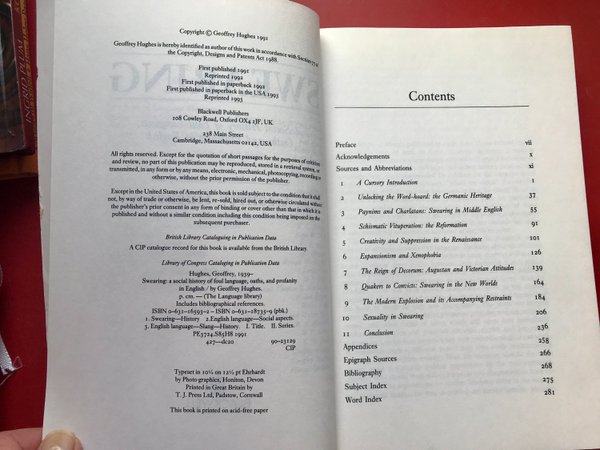 Copyright © Geoffrey Hughes 1991
Geoffrey Hughes is hereby identified as author of this work in accordance with Section 77 of
the Copyright, Designs and Patents Act 1988.
First published 1991
Reprinted 1992
First published in paperback 1992
First published in paperback in the USA 1993
Reprinted 1993
Blackwell Publishers
108 Cowley Road, Oxford OX4 1JF, UK
238 Main Street
Cambridge, Massachusetts 02142, USA
All rights reserved. Except for the quotation of short passages for the purposes of criticism
and review, no part of this publication may be reproduced, stored in a retrieval system, or
transmitted, in any form or by any means, electronic, mechanical, photocopying, recording or
otherwise, without the prior permission of the publisher.
Except in the United States of America, this book is sold subject to the condition that it shall
not, by way of trade or otherwise, be lent, re-sold, hired out, or otherwise circulated without
the publisher's prior consent in any form of binding or cover other than that in which it is
published and without a similar condition including this condition being imposed on the
subsequent purchaser.
British Library Cataloguing in Publication Data
A CIP catalogue record for this book is available from the British Library.
Library of Congress Cataloging in Publication Data
Hughes, Geoffrey, 1939–
Swearing: a social history of foul language, oaths, and profanity
in English / by Geoffrey Hughes.
p. cm. — (The Language library)
Includes bibliographical references.
ISBN 0-631-16593-2 – ISBN 0-631-18735-9 (pbk.)
1. Swearing—History 2. English language—Social aspects.
3. English language—Slang—History. I. Title. II. Series.
PE3724.S85H8 1991
427—dc20 90-23129
CIP
Typeset in 10½ on 12½ pt Ehrhardt
by Photo-graphics, Honiton, Devon
Printed in Great Britain by
T. J. Press Ltd, Padstow, Cornwall
This book is printed on acid-free paper
Contents
Preface vii
Acknowledgements x
Sources and Abbreviations xi
1 A Cursory Introduction 1
2 Unlocking the Word-hoard: the Germanic Heritage 37
3 Paynims and Charlatans: Swearing in Middle English 55
4 Schismatic Vituperation: the Reformation 91
5 Creativity and Suppression in the Renaissance 101
6 Expansionism and Xenophobia 126
7 The Reign of Decorum: Augustan and Victorian Attitudes 139
8 Quakers to Convicts: Swearing in the New Worlds 164
9 The Modern Explosion and its Accompanying Restraints 184
10 Sexuality in Swearing 206
11 Conclusion 236
Appendices 258
Epigraph Sources 266
Bibliography 268
Subject Index 275
Word Index 281